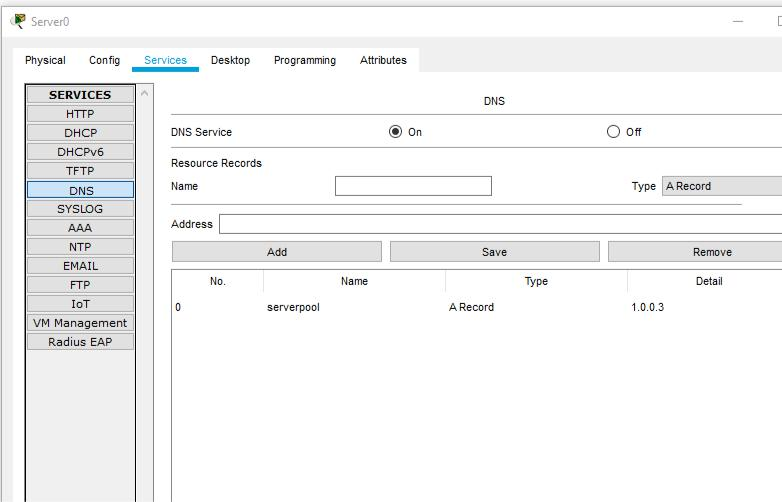 Server0
Physical Config Services Desktop Programming Attributes
SERVICES
HTTP
DHCP
DHCPv6
TFTP
DNS
SYSLOG
AAA
NTP
EMAIL
FTP
IoT
VM Management
Radius EAP
DNS
DNS Service On Off
Resource Records
Name Type A Record
Address
Add Save Remove
No. Name Type Detail
0 serverpool A Record 1.0.0.3